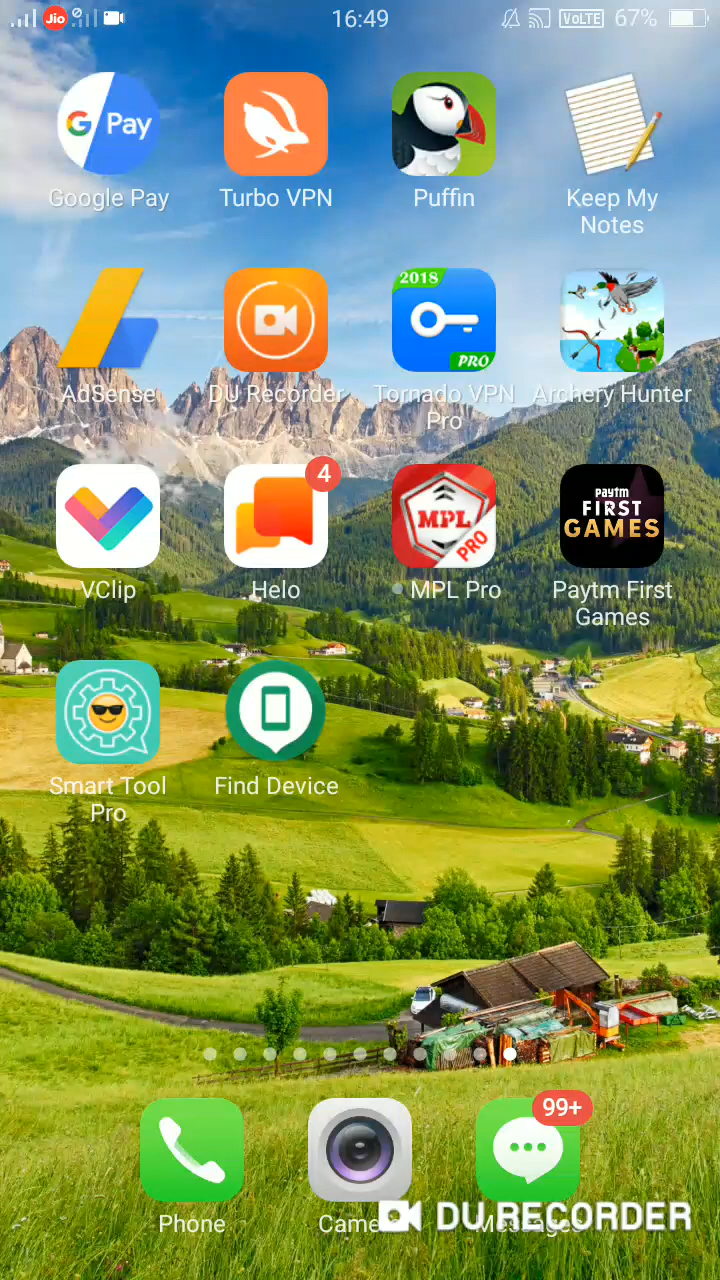 Jio
16:49
VoLTE
67%
G Pay
Google Pay
Turbo VPN
Puffin
Keep My
Notes
AdSense
DU Recorder
2018
PRO
Tornado VPN
Pro
Archery Hunter
VClip
4
Helo
MPL
PRO
MPL Pro
paytm
FIRST
GAMES
Paytm First
Games
Smart Tool
Pro
Find Device
Phone
Came
99+
Messages
DU RECORDER